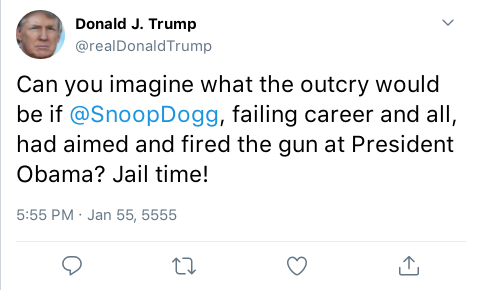 Donald J. Trump
@realDonaldTrump
Can you imagine what the outcry would
be if @SnoopDogg, failing career and all,
had aimed and fired the gun at President
Obama? Jail time!
5:55 PM · Jan 55, 5555